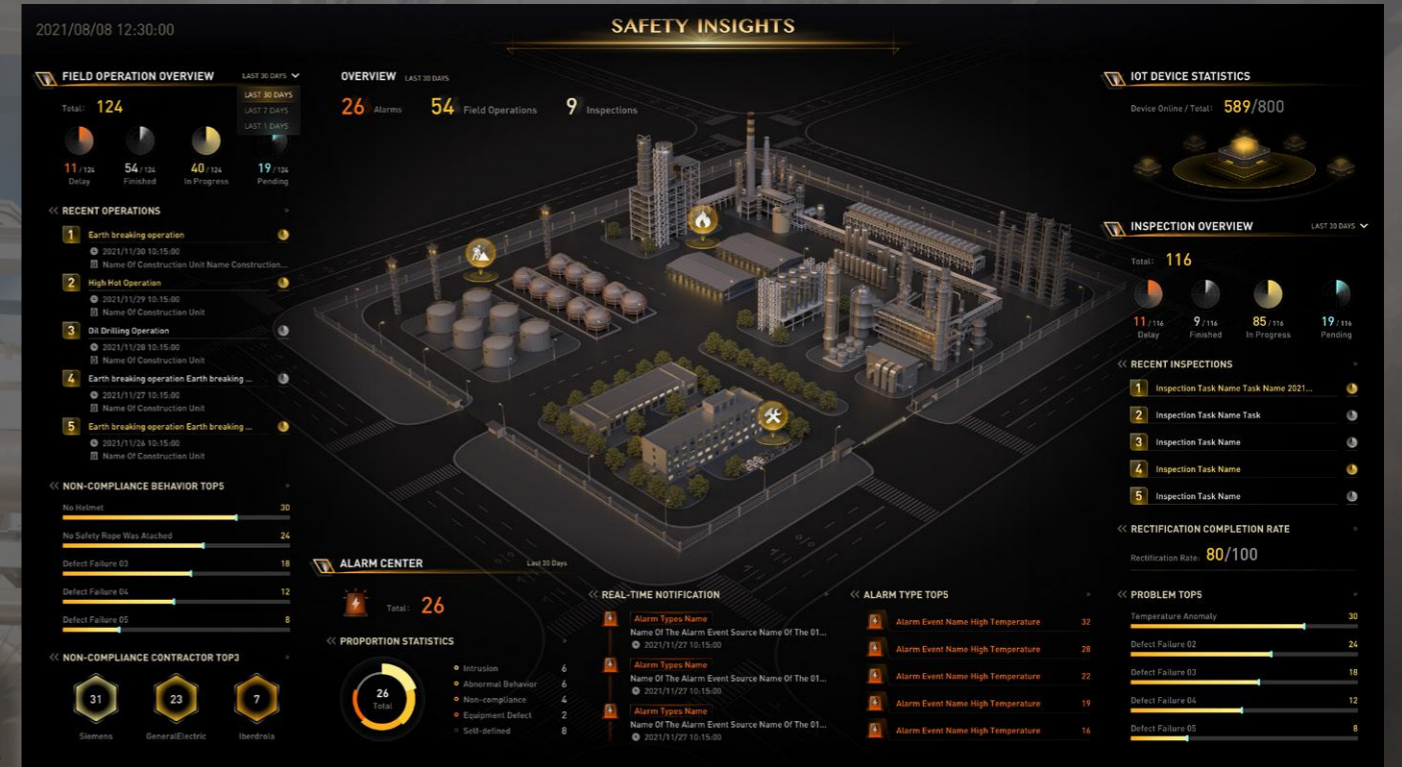 2021/08/08 12:30:00
SAFETY INSIGHTS
FIELD OPERATION OVERVIEW
LAST 30 DAYS
LAST 30 DAYS
LAST 7 DAYS
LAST 1 DAYS
Total: 124
11/124
54/124
40/124
19/124
Delay
Finished
In Progress
Pending
RECENT OPERATIONS
1 Earth breaking operation
2021/11/30 10:15:00
Name Of Construction Unit Name Construction...
2 High Hot Operation
2021/11/29 10:15:00
Name Of Construction Unit
3 Oil Drilling Operation
2021/11/28 10:15:00
Name Of Construction Unit
4 Earth breaking operation Earth breaking ...
2021/11/27 10:15:00
Name Of Construction Unit
5 Earth breaking operation Earth breaking ...
2021/11/26 10:15:00
Name Of Construction Unit
NON-COMPLIANCE BEHAVIOR TOP5
No Helmet 30
No Safety Rope Was Atached 24
Defect Failure 03 18
Defect Failure 04 12
Defect Failure 05 8
NON-COMPLIANCE CONTRACTOR TOP3
31
23
7
Siemens
GeneralElectric
Iberdrola
OVERVIEW LAST 30 DAYS
26 Alarms
54 Field Operations
9 Inspections
ALARM CENTER
Last 30 Days
Total: 26
PROPORTION STATISTICS
26
Total
Intrusion 6
Abnormal Behavior 6
Non-compliance 4
Equipment Defect 2
Self-defined 8
REAL-TIME NOTIFICATION
Alarm Types Name
Name Of The Alarm Event Source Name Of The 01...
2021/11/27 10:15:00
Alarm Types Name
Name Of The Alarm Event Source Name Of The 01...
2021/11/27 10:15:00
Alarm Types Name
Name Of The Alarm Event Source Name Of The 01...
2021/11/27 10:15:00
ALARM TYPE TOP5
Alarm Event Name High Temperature 32
Alarm Event Name High Temperature 28
Alarm Event Name High Temperature 22
Alarm Event Name High Temperature 19
Alarm Event Name High Temperature 16
IOT DEVICE STATISTICS
Device Online / Total: 589/800
INSPECTION OVERVIEW
LAST 30 DAYS
Total: 116
11/116
9/116
85/116
19/116
Delay
Finished
In Progress
Pending
RECENT INSPECTIONS
1 Inspection Task Name Task Name 2021...
2 Inspection Task Name Task
3 Inspection Task Name
4 Inspection Task Name
5 Inspection Task Name
RECTIFICATION COMPLETION RATE
Rectification Rate: 80/100
PROBLEM TOP5
Temperature Anomaly 30
Defect Failure 02 24
Defect Failure 03 18
Defect Failure 04 12
Defect Failure 05 8